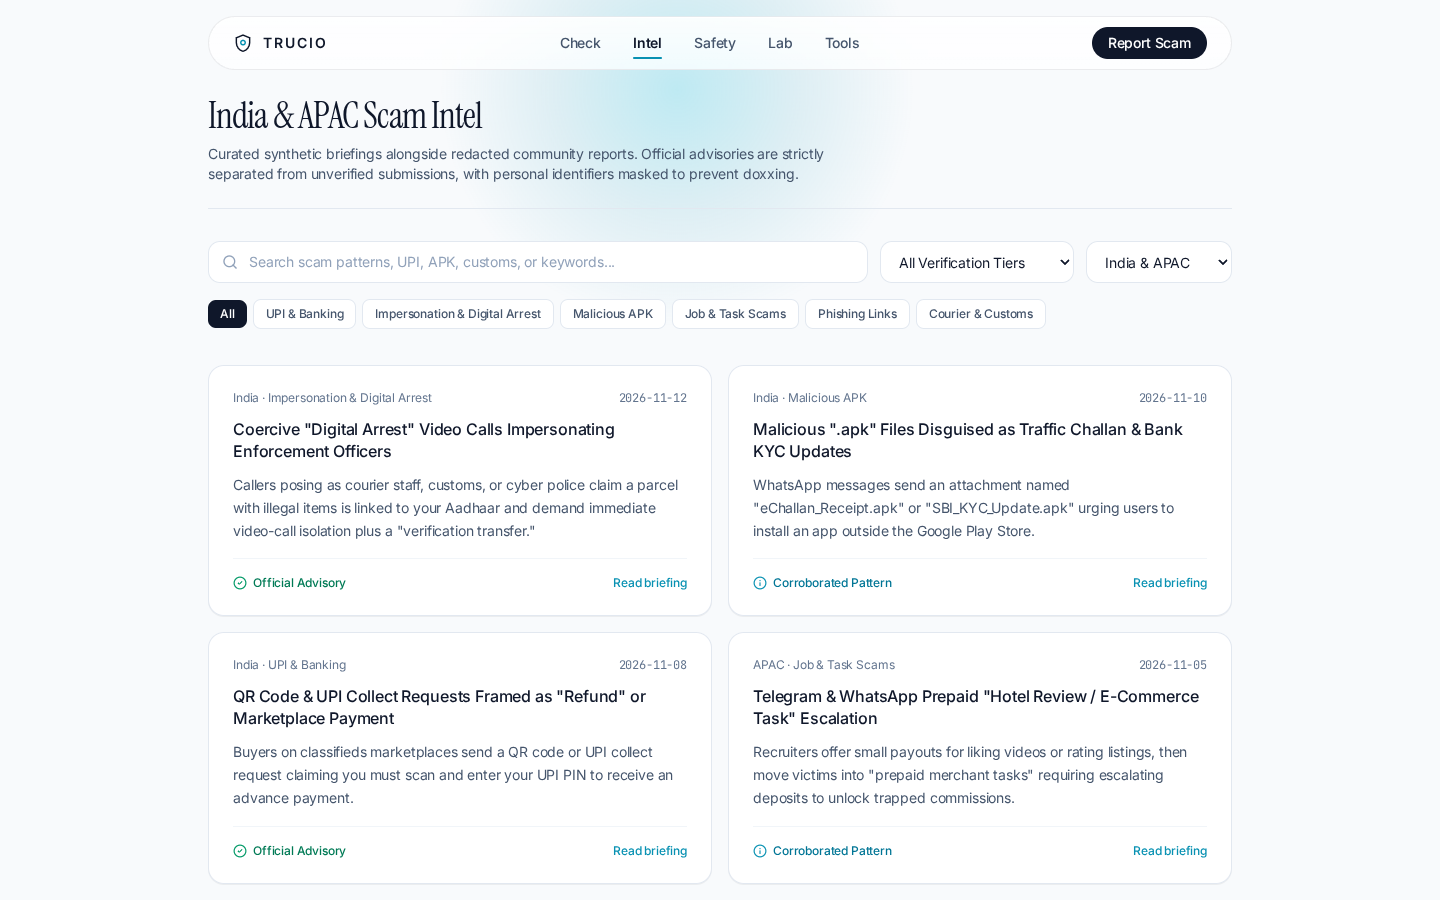 TRUCIO
Check
Intel
Safety
Lab
Tools
Report Scam
India & APAC Scam Intel
Curated synthetic briefings alongside redacted community reports. Official advisories are strictly
separated from unverified submissions, with personal identifiers masked to prevent doxxing.
Search scam patterns, UPI, APK, customs, or keywords...
All Verification Tiers
India & APAC
All
UPI & Banking
Impersonation & Digital Arrest
Malicious APK
Job & Task Scams
Phishing Links
Courier & Customs
India · Impersonation & Digital Arrest
2026-11-12
Coercive "Digital Arrest" Video Calls Impersonating
Enforcement Officers
Callers posing as courier staff, customs, or cyber police claim a parcel
with illegal items is linked to your Aadhaar and demand immediate
video-call isolation plus a "verification transfer."
Official Advisory
Read briefing
India · Malicious APK
2026-11-10
Malicious ".apk" Files Disguised as Traffic Challan & Bank
KYC Updates
WhatsApp messages send an attachment named
"eChallan_Receipt.apk" or "SBI_KYC_Update.apk" urging users to
install an app outside the Google Play Store.
Corroborated Pattern
Read briefing
India · UPI & Banking
2026-11-08
QR Code & UPI Collect Requests Framed as "Refund" or
Marketplace Payment
Buyers on classifieds marketplaces send a QR code or UPI collect
request claiming you must scan and enter your UPI PIN to receive an
advance payment.
Official Advisory
Read briefing
APAC · Job & Task Scams
2026-11-05
Telegram & WhatsApp Prepaid "Hotel Review / E-Commerce
Task" Escalation
Recruiters offer small payouts for liking videos or rating listings, then
move victims into "prepaid merchant tasks" requiring escalating
deposits to unlock trapped commissions.
Corroborated Pattern
Read briefing